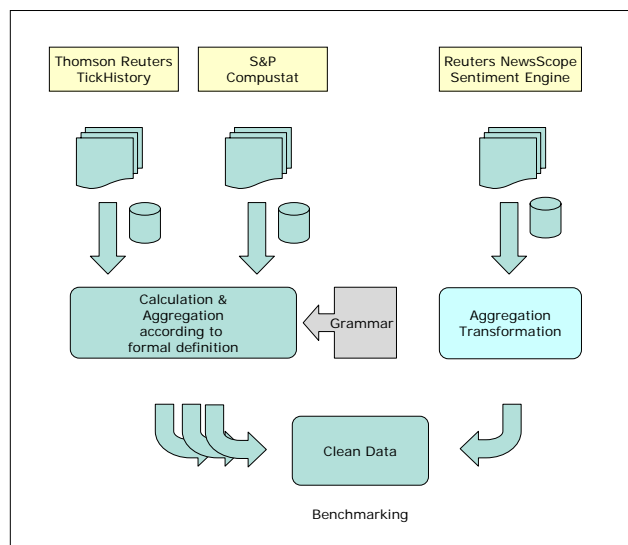 Thomson Reuters
TickHistory
S&P
Compustat
Reuters NewsScope
Sentiment Engine
Calculation &
Aggregation
according to
formal definition
Grammar
Aggregation
Transformation
Clean Data
Benchmarking